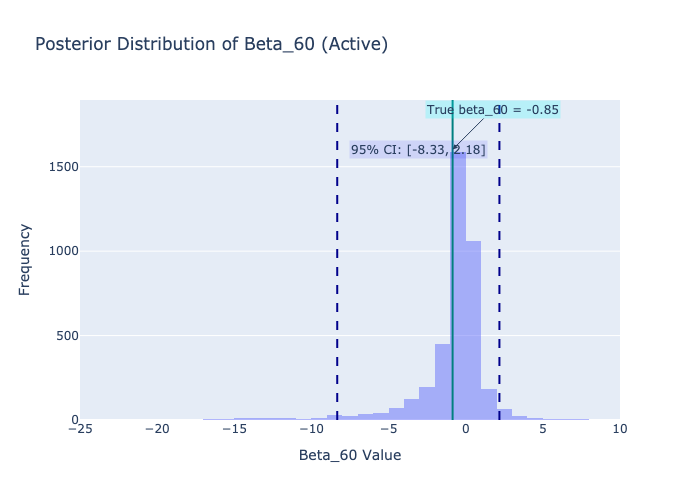 Posterior Distribution of Beta_60 (Active)
True beta_60 = -0.85
95% CI: [-8.33, 2.18]
1500
1000
500
0
Frequency
−25
−20
−15
−10
−5
0
5
10
Beta_60 Value